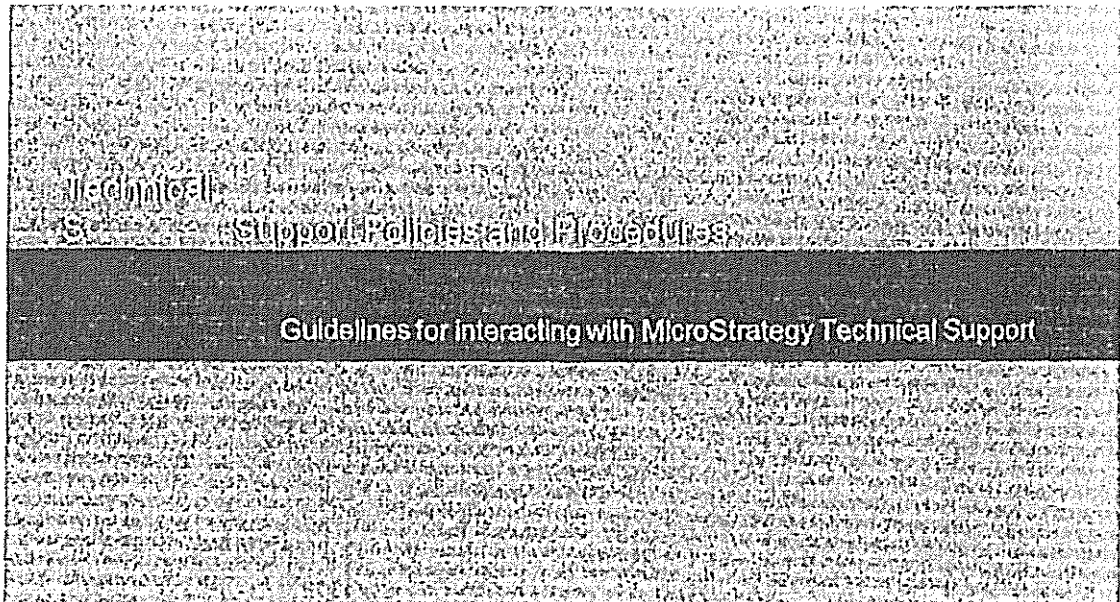 Technical
Support Policies and Procedures
Guidelines for interacting with MicroStrategy Technical Support